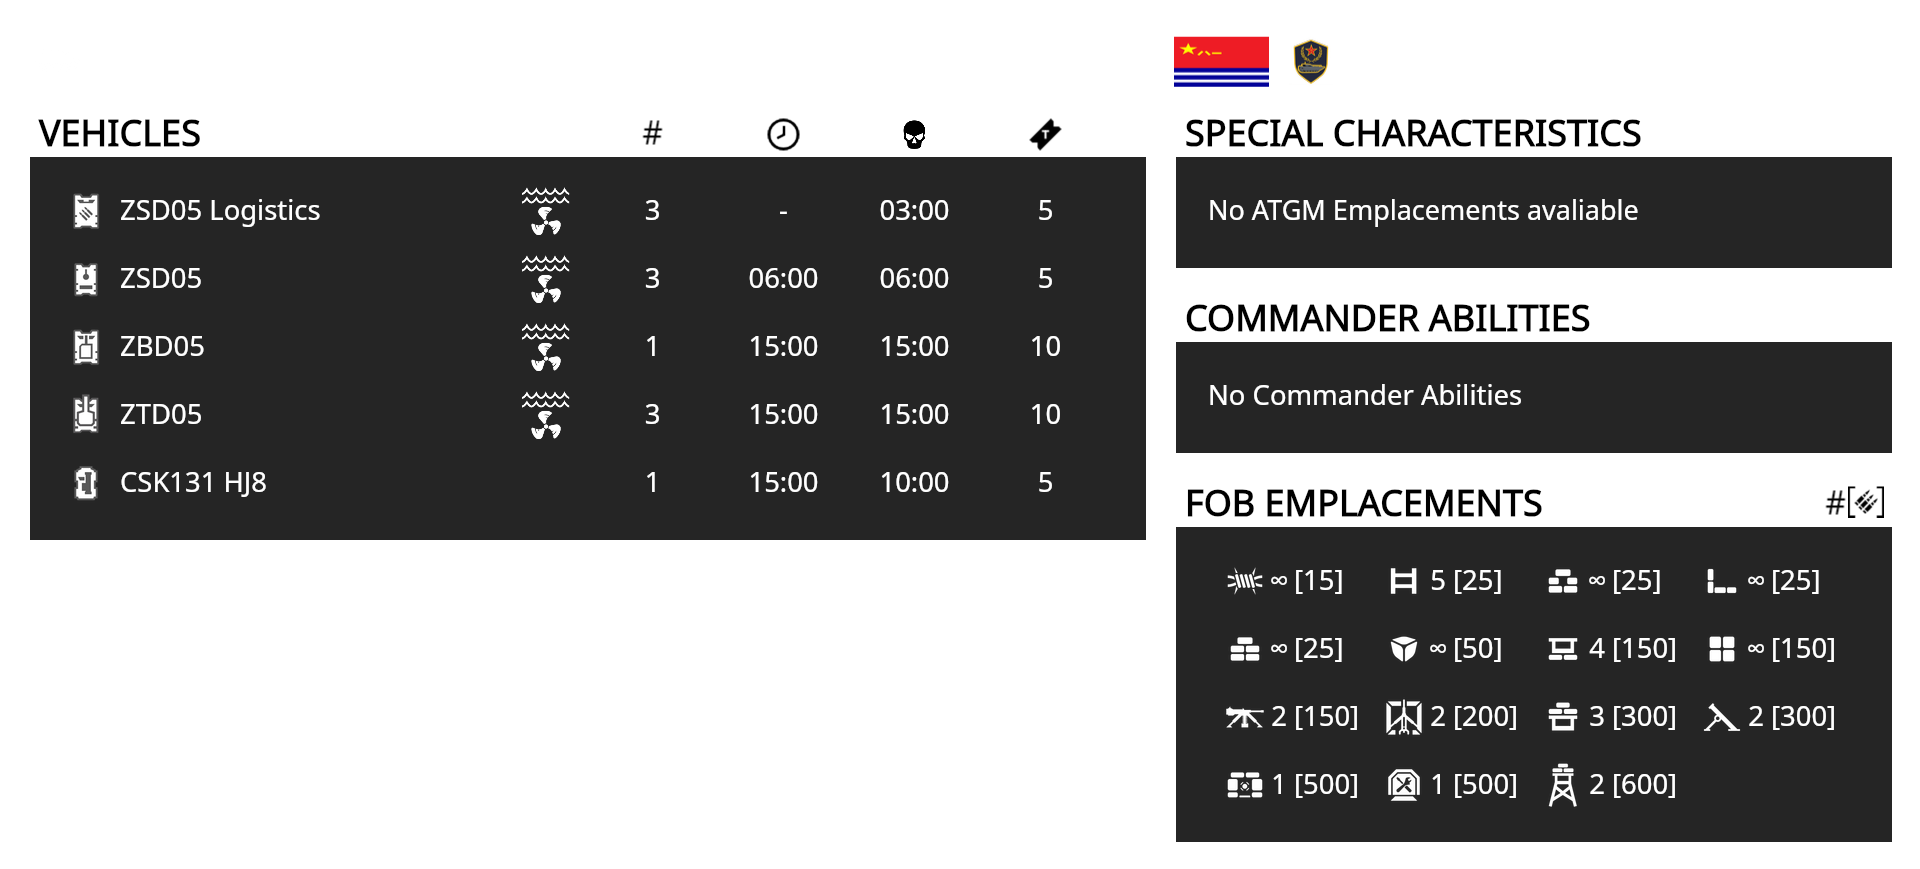 VEHICLES #
ZSD05 Logistics 3 - 03:00 5
ZSD05 3 06:00 06:00 5
ZBD05 1 15:00 15:00 10
ZTD05 3 15:00 15:00 10
CSK131 HJ8 1 15:00 10:00 5
SPECIAL CHARACTERISTICS
No ATGM Emplacements avaliable
COMMANDER ABILITIES
No Commander Abilities
FOB EMPLACEMENTS #[]
∞ [15] 5 [25] ∞ [25] ∞ [25]
∞ [25] ∞ [50] 4 [150] ∞ [150]
2 [150] 2 [200] 3 [300] 2 [300]
1 [500] 1 [500] 2 [600]